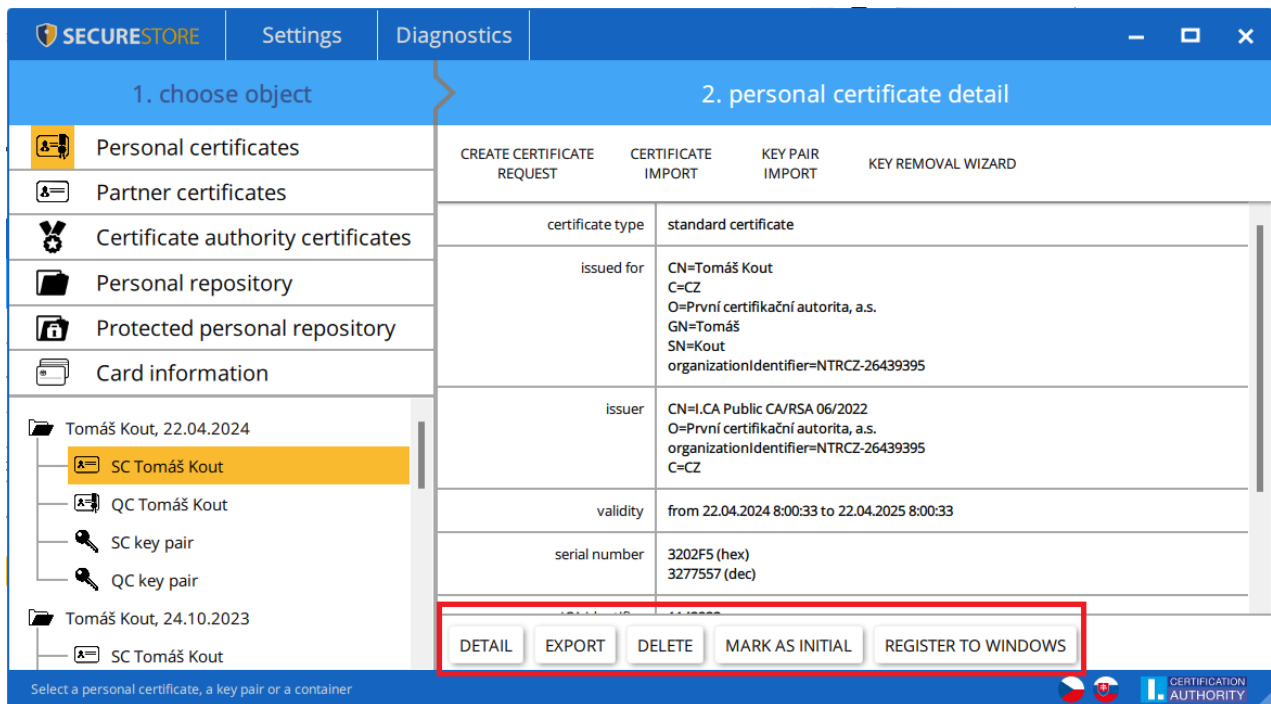 SECURESTORE
Settings
Diagnostics
1. choose object
2. personal certificate detail
Personal certificates
Partner certificates
Certificate authority certificates
Personal repository
Protected personal repository
Card information
Tomáš Kout, 22.04.2024
SC Tomáš Kout
QC Tomáš Kout
SC key pair
QC key pair
Tomáš Kout, 24.10.2023
SC Tomáš Kout
CREATE CERTIFICATE
REQUEST
CERTIFICATE
IMPORT
KEY PAIR
IMPORT
KEY REMOVAL WIZARD
certificate type
standard certificate
issued for
CN=Tomáš Kout
C=CZ
O=První certifikační autorita, a.s.
GN=Tomáš
SN=Kout
organizationIdentifier=NTRCZ-26439395
issuer
CN=I.CA Public CA/RSA 06/2022
O=První certifikační autorita, a.s.
organizationIdentifier=NTRCZ-26439395
C=CZ
validity
from 22.04.2024 8:00:33 to 22.04.2025 8:00:33
serial number
3202F5 (hex)
3277557 (dec)
DETAIL
EXPORT
DELETE
MARK AS INITIAL
REGISTER TO WINDOWS
Select a personal certificate, a key pair or a container
CERTIFICATION
AUTHORITY